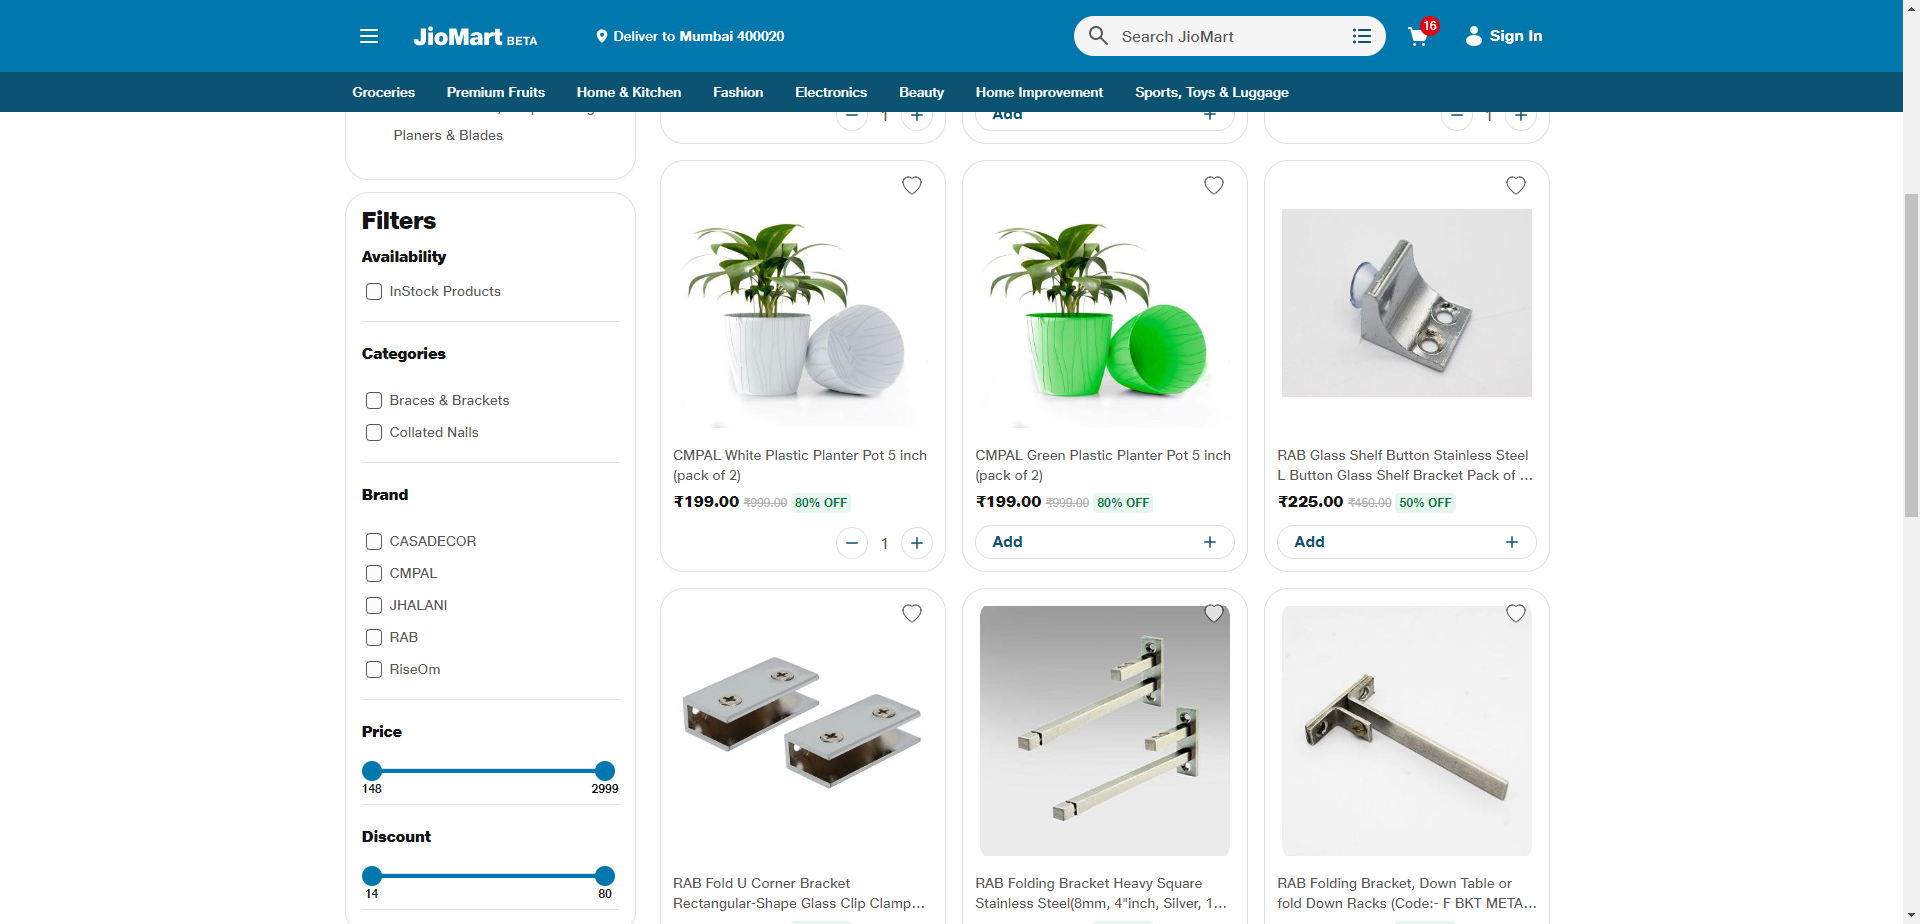 JioMart BETA
Deliver to Mumbai 400020
Search JioMart
16
Sign In
Groceries
Premium Fruits
Home & Kitchen
Fashion
Electronics
Beauty
Home Improvement
Sports, Toys & Luggage
Planers & Blades
1
Add
1
Filters
Availability
InStock Products
Categories
Braces & Brackets
Collated Nails
Brand
CASADECOR
CMPAL
JHALANI
RAB
RiseOm
Price
148
2999
Discount
14
80
CMPAL White Plastic Planter Pot 5 inch
(pack of 2)
₹199.00 ₹999.00 80% OFF
1
CMPAL Green Plastic Planter Pot 5 inch
(pack of 2)
₹199.00 ₹999.00 80% OFF
Add
RAB Glass Shelf Button Stainless Steel
L Button Glass Shelf Bracket Pack of ...
₹225.00 ₹450.00 50% OFF
Add
RAB Fold U Corner Bracket
Rectangular-Shape Glass Clip Clamp...
RAB Folding Bracket Heavy Square
Stainless Steel(8mm, 4"inch, Silver, 1...
RAB Folding Bracket, Down Table or
fold Down Racks (Code:- F BKT META...